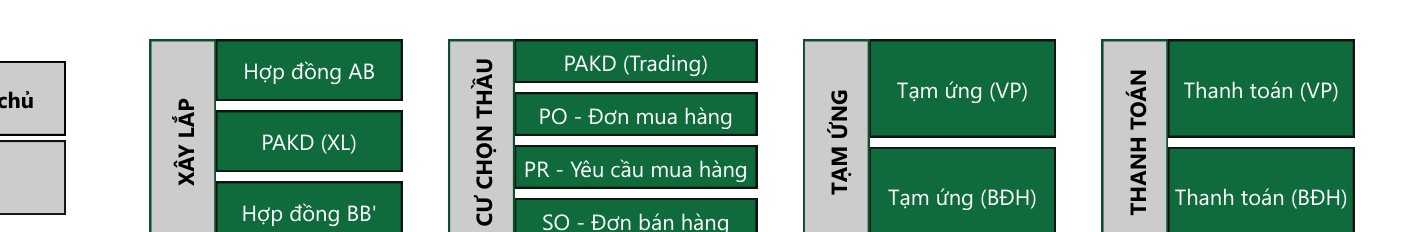 chủ
XÂY LẮP
Hợp đồng AB
PAKD (XL)
Hợp đồng BB'
CƯ CHỌN THẦU
PAKD (Trading)
PO - Đơn mua hàng
PR - Yêu cầu mua hàng
SO - Đơn bán hàng
TẠM ỨNG
Tạm ứng (VP)
Tạm ứng (BĐH)
THANH TOÁN
Thanh toán (VP)
Thanh toán (BĐH)